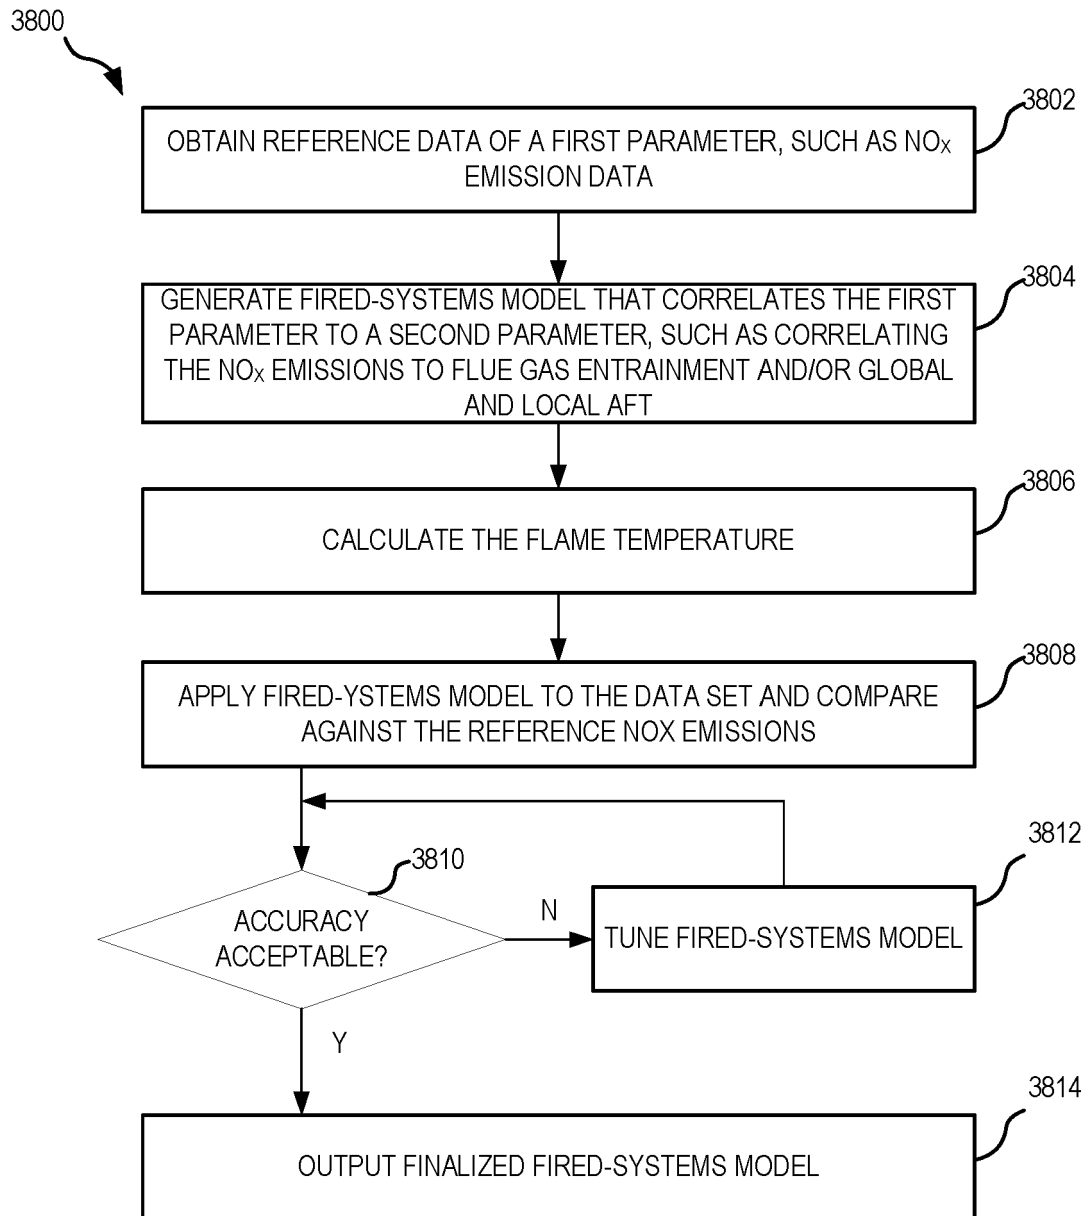 3800
3802
OBTAIN REFERENCE DATA OF A FIRST PARAMETER, SUCH AS NOX
EMISSION DATA
3804
GENERATE FIRED-SYSTEMS MODEL THAT CORRELATES THE FIRST
PARAMETER TO A SECOND PARAMETER, SUCH AS CORRELATING
THE NOX EMISSIONS TO FLUE GAS ENTRAINMENT AND/OR GLOBAL
AND LOCAL AFT
3806
CALCULATE THE FLAME TEMPERATURE
3808
APPLY FIRED-YSTEMS MODEL TO THE DATA SET AND COMPARE
AGAINST THE REFERENCE NOX EMISSIONS
3810
ACCURACY
ACCEPTABLE?
N
3812
TUNE FIRED-SYSTEMS MODEL
Y
3814
OUTPUT FINALIZED FIRED-SYSTEMS MODEL